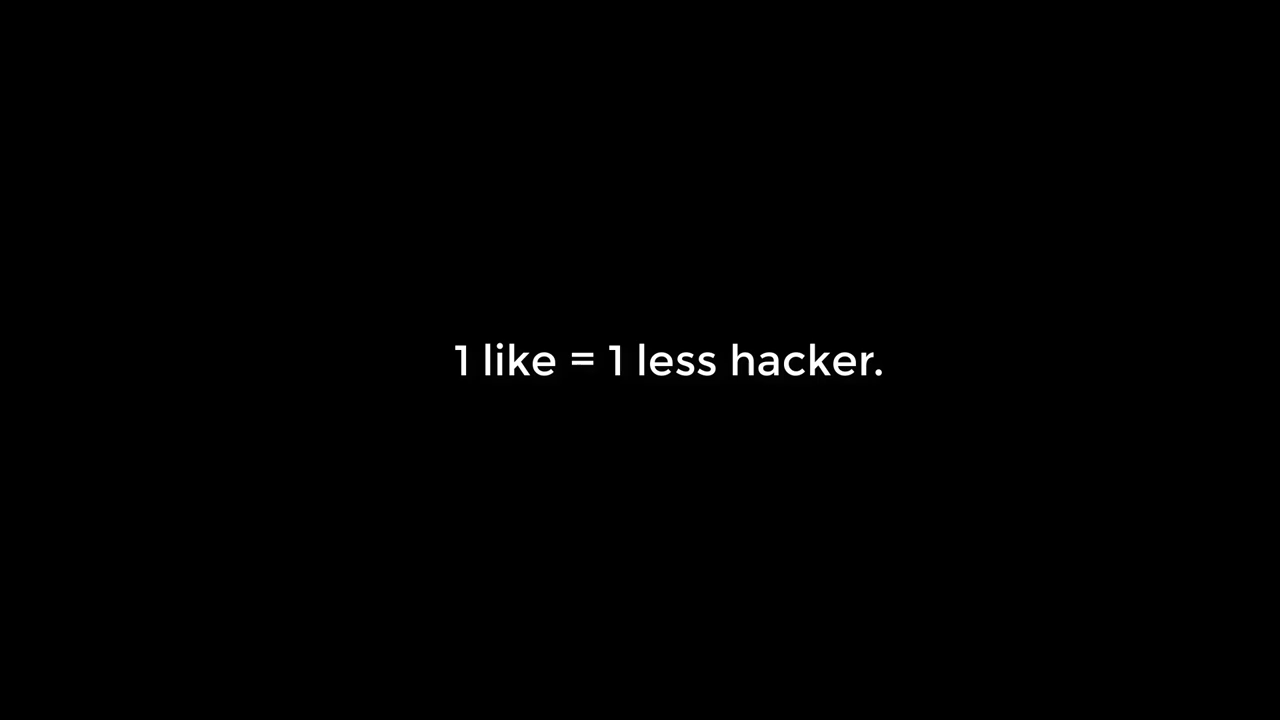 1 like = 1 less hacker.